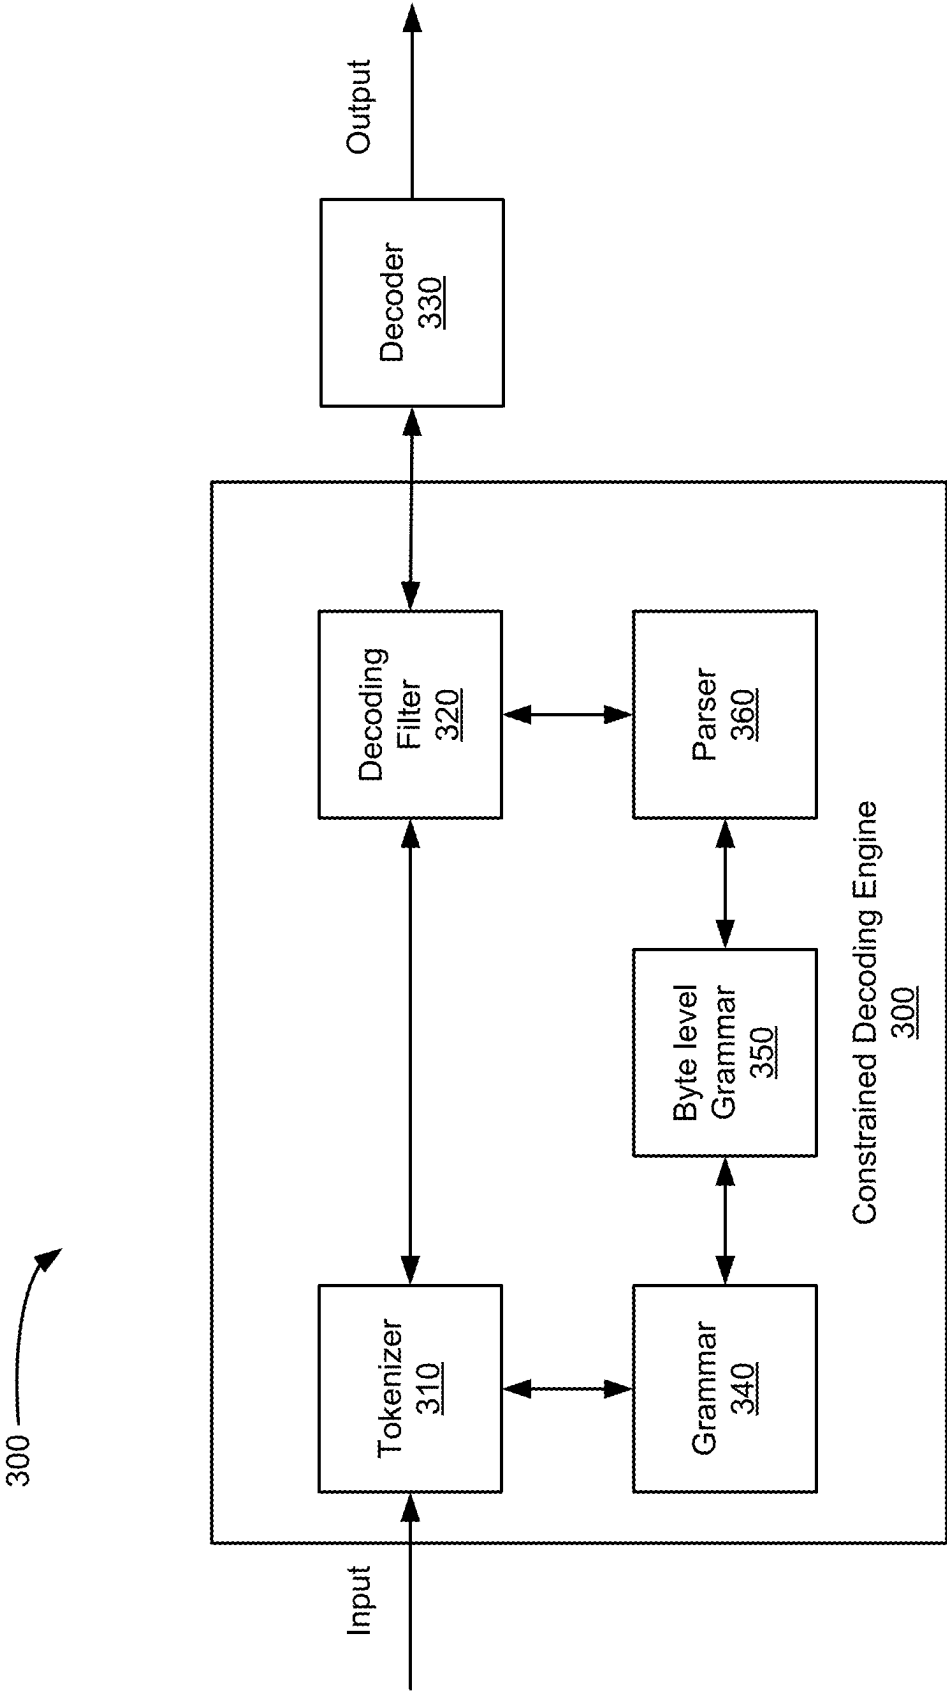 300
Input
Tokenizer
310
Decoding
Filter
320
Decoder
330
Output
Grammar
340
Byte level
Grammar
350
Parser
360
Constrained Decoding Engine
300